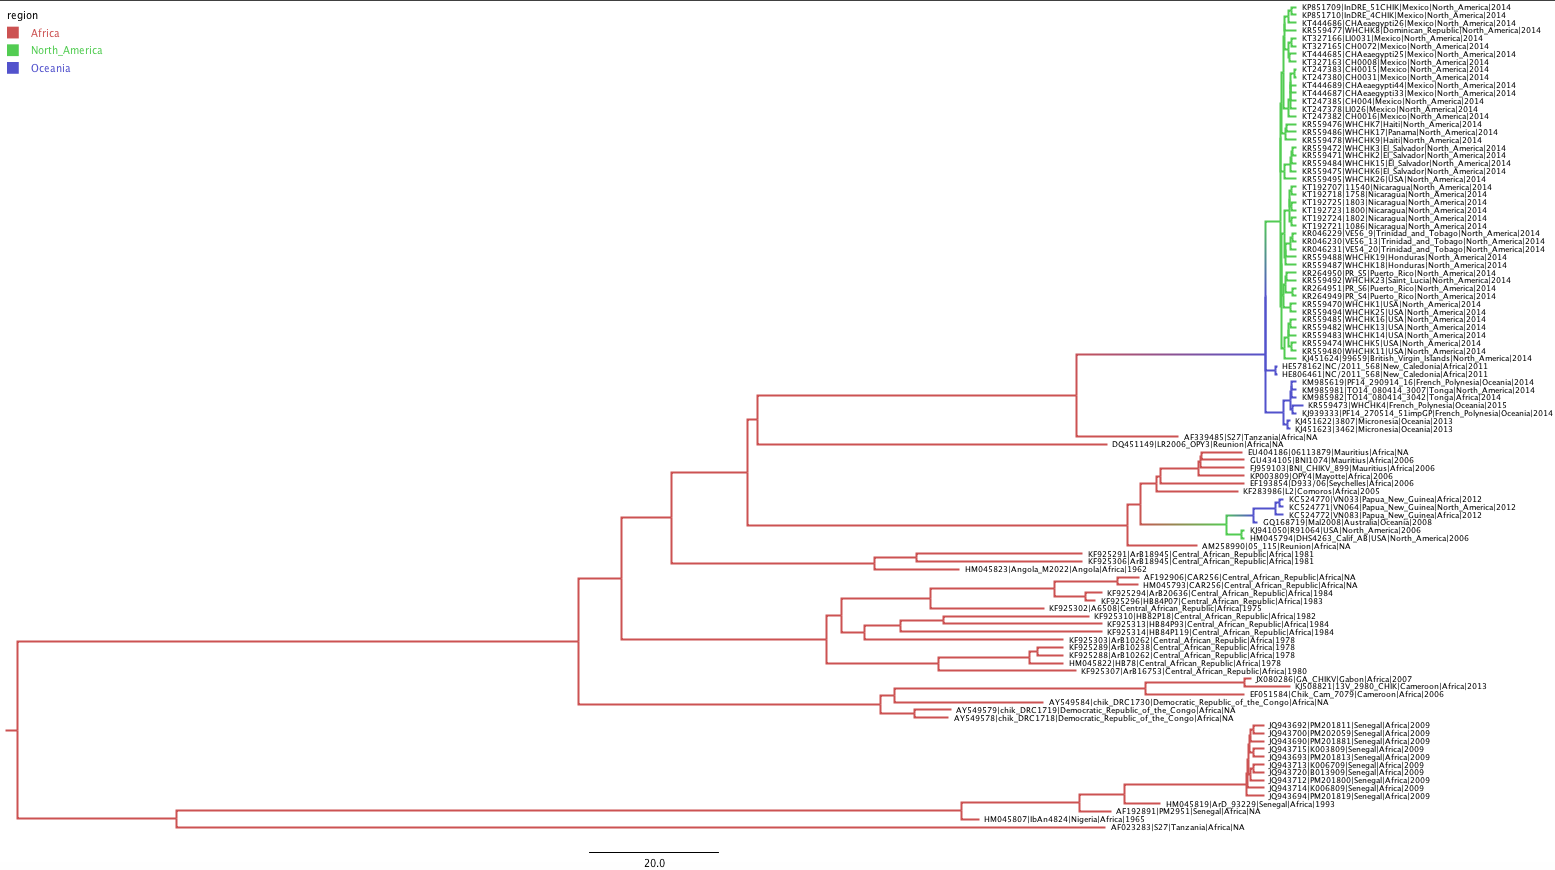 region
Africa
North_America
Oceania
KP851709|InDRE_51CHIK|Mexico|North_America|2014
KP851710|InDRE_4CHIK|Mexico|North_America|2014
KT444686|CHAeaegypti26|Mexico|North_America|2014
KR559477|WHCHK8|Dominican_Republic|North_America|2014
KT327166|LI0031|Mexico|North_America|2014
KT327165|CH0072|Mexico|North_America|2014
KT444685|CHAeaegypti25|Mexico|North_America|2014
KT327163|CH0008|Mexico|North_America|2014
KT247383|CH0015|Mexico|North_America|2014
KT247380|CH0031|Mexico|North_America|2014
KT444689|CHAeaegypti44|Mexico|North_America|2014
KT444687|CHAeaegypti33|Mexico|North_America|2014
KT247385|CH004|Mexico|North_America|2014
KT247378|LI026|Mexico|North_America|2014
KT247382|CH0016|Mexico|North_America|2014
KR559476|WHCHK7|Haiti|North_America|2014
KR559486|WHCHK17|Panama|North_America|2014
KR559478|WHCHK9|Haiti|North_America|2014
KR559472|WHCHK3|El_Salvador|North_America|2014
KR559471|WHCHK2|El_Salvador|North_America|2014
KR559484|WHCHK15|El_Salvador|North_America|2014
KR559475|WHCHK6|El_Salvador|North_America|2014
KR559495|WHCHK26|USA|North_America|2014
KT192707|11540|Nicaragua|North_America|2014
KT192718|1758|Nicaragua|North_America|2014
KT192725|1803|Nicaragua|North_America|2014
KT192723|1800|Nicaragua|North_America|2014
KT192724|1802|Nicaragua|North_America|2014
KT192721|1086|Nicaragua|North_America|2014
KR046229|VE56_9|Trinidad_and_Tobago|North_America|2014
KR046230|VE56_13|Trinidad_and_Tobago|North_America|2014
KR046231|VE54_20|Trinidad_and_Tobago|North_America|2014
KR559488|WHCHK19|Honduras|North_America|2014
KR559487|WHCHK18|Honduras|North_America|2014
KR264950|PR_S5|Puerto_Rico|North_America|2014
KR559492|WHCHK23|Saint_Lucia|North_America|2014
KR264951|PR_S6|Puerto_Rico|North_America|2014
KR264949|PR_S4|Puerto_Rico|North_America|2014
KR559470|WHCHK1|USA|North_America|2014
KR559494|WHCHK25|USA|North_America|2014
KR559485|WHCHK16|USA|North_America|2014
KR559482|WHCHK13|USA|North_America|2014
KR559483|WHCHK14|USA|North_America|2014
KR559474|WHCHK5|USA|North_America|2014
KR559480|WHCHK11|USA|North_America|2014
KJ451624|99659|British_Virgin_Islands|North_America|2014
HE578162|NC/2011_568|New_Caledonia|Africa|2011
HE806461|NC/2011_568|New_Caledonia|Africa|2011
KM985619|PF14_290914_16|French_Polynesia|Oceania|2014
KM985981|TO14_080414_3007|Tonga|North_America|2014
KM985982|TO14_080414_3042|Tonga|Africa|2014
KR559473|WHCHK4|French_Polynesia|Oceania|2015
KJ939333|PF14_270514_51impGP|French_Polynesia|Oceania|2014
KJ451622|3807|Micronesia|Oceania|2013
KJ451623|3462|Micronesia|Oceania|2013
AF339485|S27|Tanzania|Africa|NA
DQ451149|LR2006_OPY3|Reunion|Africa|NA
EU404186|06113879|Mauritius|Africa|NA
GU434105|BNI1074|Mauritius|Africa|2006
FJ959103|BNI_CHIKV_899|Mauritius|Africa|2006
KP003809|OPY4|Mayotte|Africa|2006
EF193854|D933/06|Seychelles|Africa|2006
KF283986|L2|Comoros|Africa|2005
KC524770|VN033|Papua_New_Guinea|Africa|2012
KC524771|VN064|Papua_New_Guinea|North_America|2012
KC524772|VN083|Papua_New_Guinea|Africa|2012
GQ168719|Mal2008|Australia|Oceania|2008
KJ941050|R91064|USA|North_America|2006
HM045794|DHS4263_Calif_AB|USA|North_America|2006
AM258990|05_115|Reunion|Africa|NA
KF925291|ArB18945|Central_African_Republic|Africa|1981
KF925306|ArB18945|Central_African_Republic|Africa|1981
HM045823|Angola_M2022|Angola|Africa|1962
AF192906|CAR256|Central_African_Republic|Africa|NA
HM045793|CAR256|Central_African_Republic|Africa|NA
KF925294|ArB20636|Central_African_Republic|Africa|1984
KF925296|HB84P07|Central_African_Republic|Africa|1983
KF925302|A6508|Central_African_Republic|Africa|1975
KF925310|HB82P18|Central_African_Republic|Africa|1982
KF925313|HB84P93|Central_African_Republic|Africa|1984
KF925314|HB84P119|Central_African_Republic|Africa|1984
KF925303|ArB10262|Central_African_Republic|Africa|1978
KF925289|ArB10238|Central_African_Republic|Africa|1978
KF925288|ArB10262|Central_African_Republic|Africa|1978
HM045822|HB78|Central_African_Republic|Africa|1978
KF925307|ArB16753|Central_African_Republic|Africa|1980
JX080286|GA_CHIKV|Gabon|Africa|2007
KJ508821|13V_2980_CHIK|Cameroon|Africa|2013
EF051584|Chik_Cam_7079|Cameroon|Africa|2006
AY549584|chik_DRC1730|Democratic_Republic_of_the_Congo|Africa|NA
AY549579|chik_DRC1719|Democratic_Republic_of_the_Congo|Africa|NA
AY549578|chik_DRC1718|Democratic_Republic_of_the_Congo|Africa|NA
JQ943692|PM201811|Senegal|Africa|2009
JQ943700|PM202059|Senegal|Africa|2009
JQ943690|PM201881|Senegal|Africa|2009
JQ943715|K003809|Senegal|Africa|2009
JQ943693|PM201813|Senegal|Africa|2009
JQ943713|K006709|Senegal|Africa|2009
JQ943720|B013909|Senegal|Africa|2009
JQ943712|PM201800|Senegal|Africa|2009
JQ943714|K006809|Senegal|Africa|2009
JQ943694|PM201819|Senegal|Africa|2009
HM045819|ArD_93229|Senegal|Africa|1993
AF192891|PM2951|Senegal|Africa|NA
HM045807|IbAn4824|Nigeria|Africa|1965
AF023283|S27|Tanzania|Africa|NA
20.0